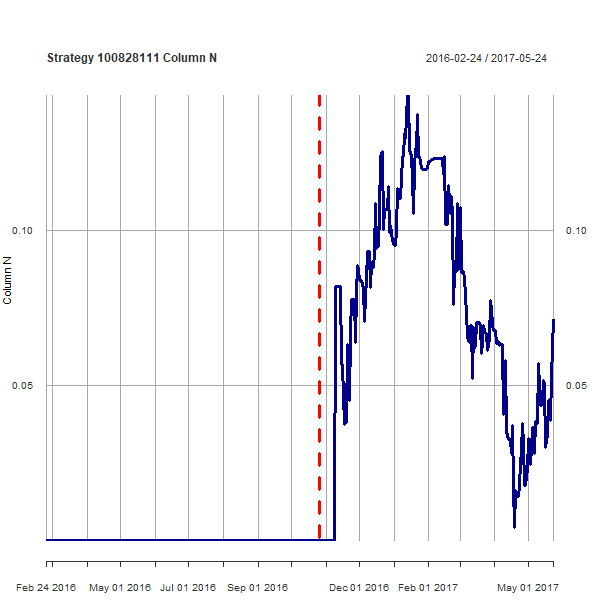 Strategy 100828111 Column N 2016-02-24 / 2017-05-24
0.10 0.10
Column N
0.05 0.05
Feb 24 2016 May 01 2016 Jul 01 2016 Sep 01 2016 Dec 01 2016 Feb 01 2017 May 01 2017